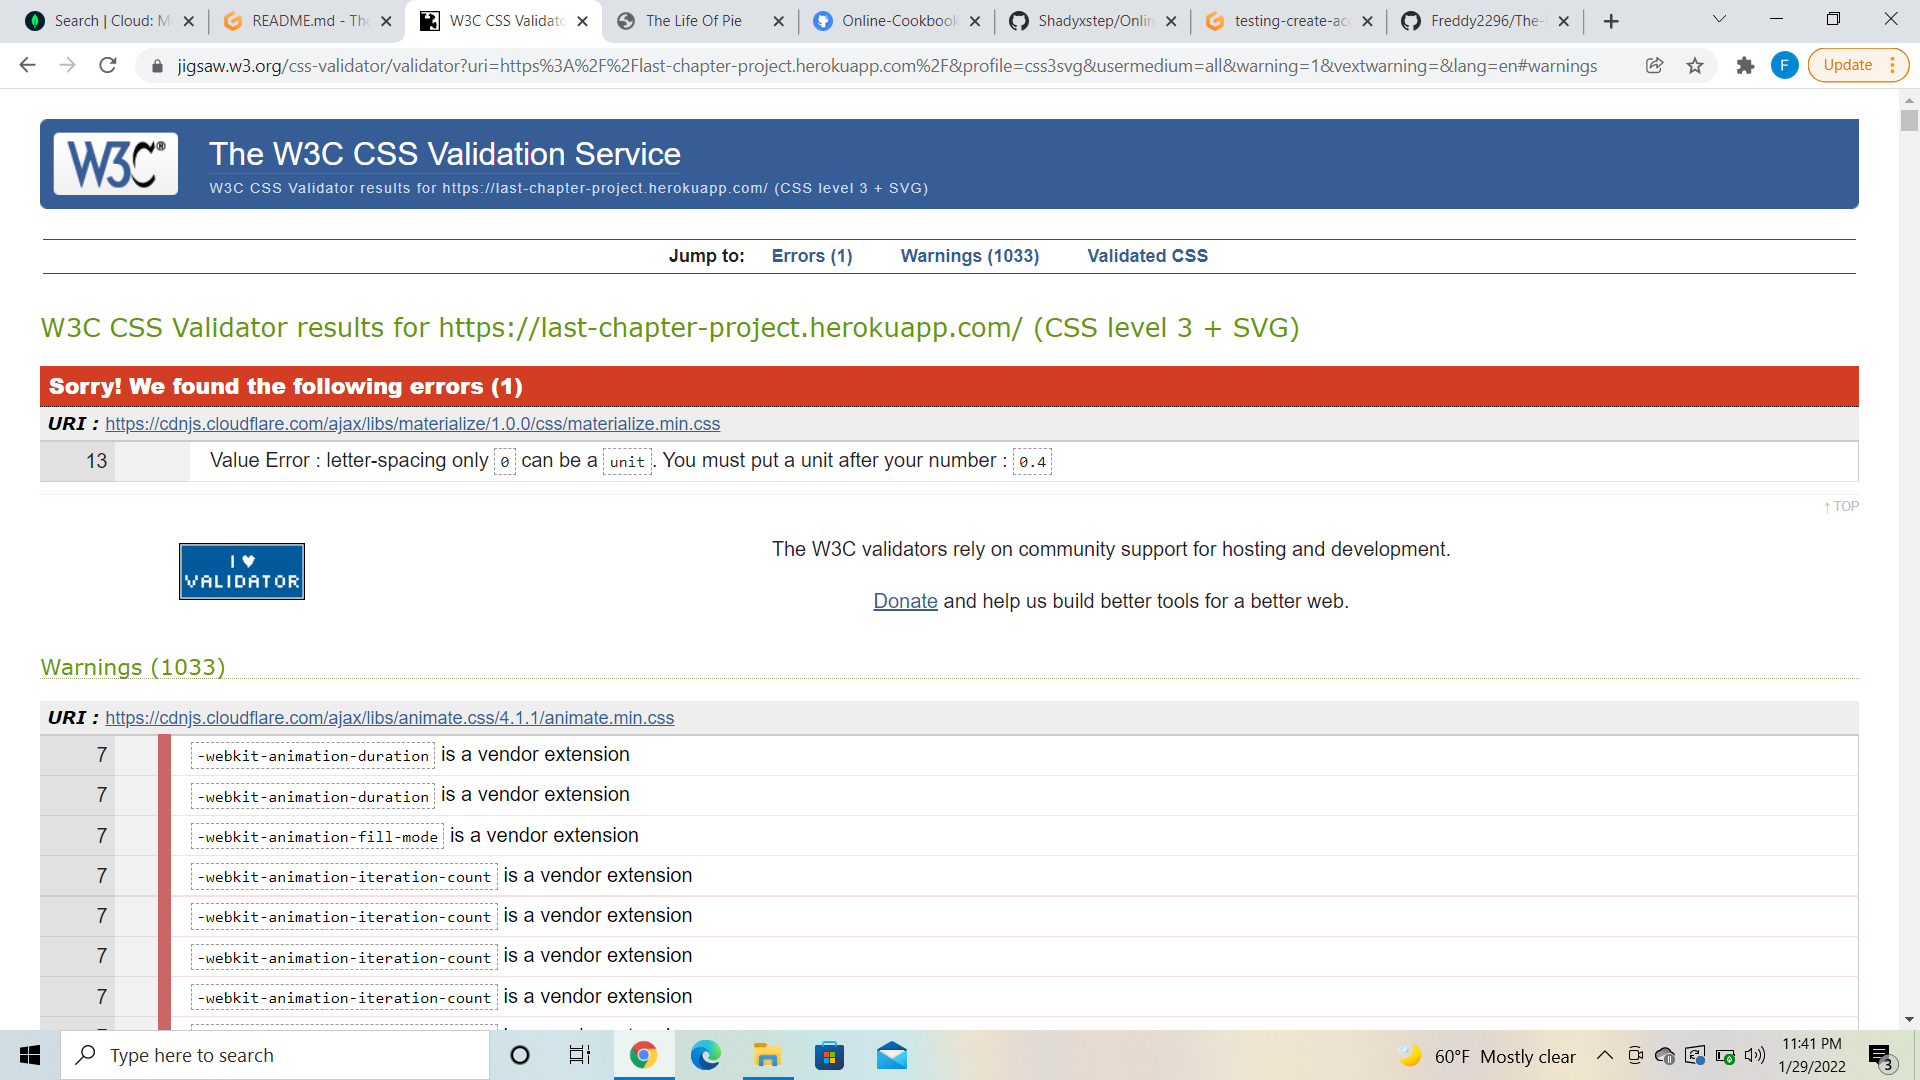 Search | Cloud: M
README.md - The
W3C CSS Validato
The Life Of Pie
Online-Cookbook
Shadyxstep/Onlin
testing-create-acc
Freddy2296/The-
jigsaw.w3.org/css-validator/validator?uri=https%3A%2F%2Flast-chapter-project.herokuapp.com%2F&profile=css3svg&usermedium=all&warning=1&vextwarning=&lang=en#warnings
F
Update
W3C®
The W3C CSS Validation Service
W3C CSS Validator results for https://last-chapter-project.herokuapp.com/ (CSS level 3 + SVG)
Jump to: Errors (1) Warnings (1033) Validated CSS
W3C CSS Validator results for https://last-chapter-project.herokuapp.com/ (CSS level 3 + SVG)
Sorry! We found the following errors (1)
URI : https://cdnjs.cloudflare.com/ajax/libs/materialize/1.0.0/css/materialize.min.css
13 Value Error : letter-spacing only 0 can be a unit. You must put a unit after your number : 0.4
↑ TOP
I ♥
VALIDATOR
The W3C validators rely on community support for hosting and development.
Donate and help us build better tools for a better web.
Warnings (1033)
URI : https://cdnjs.cloudflare.com/ajax/libs/animate.css/4.1.1/animate.min.css
7 -webkit-animation-duration is a vendor extension
7 -webkit-animation-duration is a vendor extension
7 -webkit-animation-fill-mode is a vendor extension
7 -webkit-animation-iteration-count is a vendor extension
7 -webkit-animation-iteration-count is a vendor extension
7 -webkit-animation-iteration-count is a vendor extension
7 -webkit-animation-iteration-count is a vendor extension
Type here to search
60°F Mostly clear
11:41 PM
1/29/2022
3